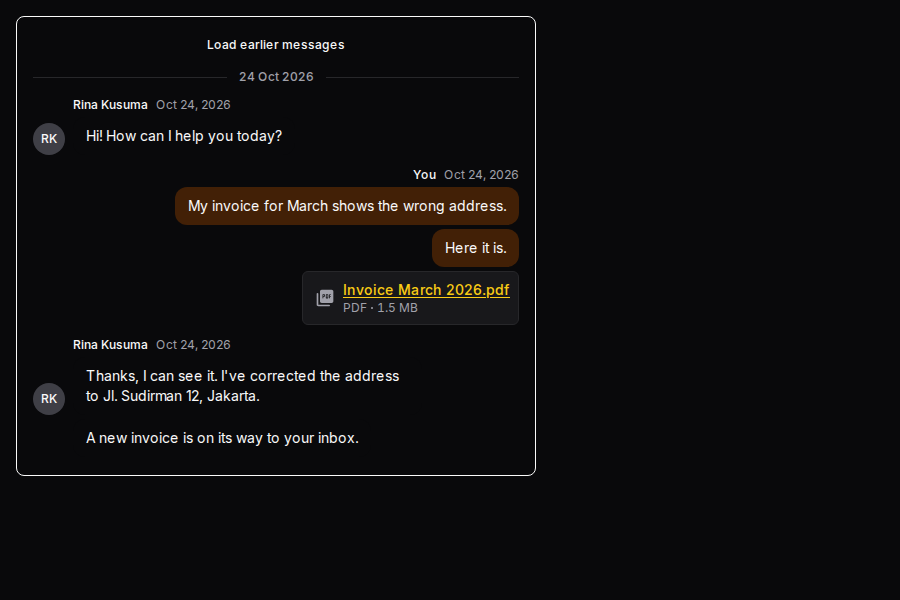 Load earlier messages
24 Oct 2026
Rina Kusuma Oct 24, 2026
RK
Hi! How can I help you today?
You Oct 24, 2026
My invoice for March shows the wrong address.
Here it is.
PDF
Invoice March 2026.pdf
PDF · 1.5 MB
Rina Kusuma Oct 24, 2026
Thanks, I can see it. I've corrected the address
to Jl. Sudirman 12, Jakarta.
RK
A new invoice is on its way to your inbox.